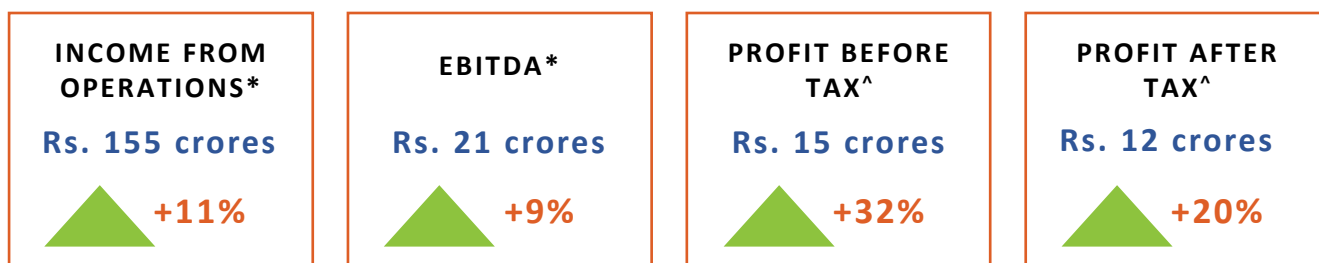 INCOME FROM
OPERATIONS*
Rs. 155 crores
+11%
EBITDA*
Rs. 21 crores
+9%
PROFIT BEFORE
TAX^
Rs. 15 crores
+32%
PROFIT AFTER
TAX^
Rs. 12 crores
+20%